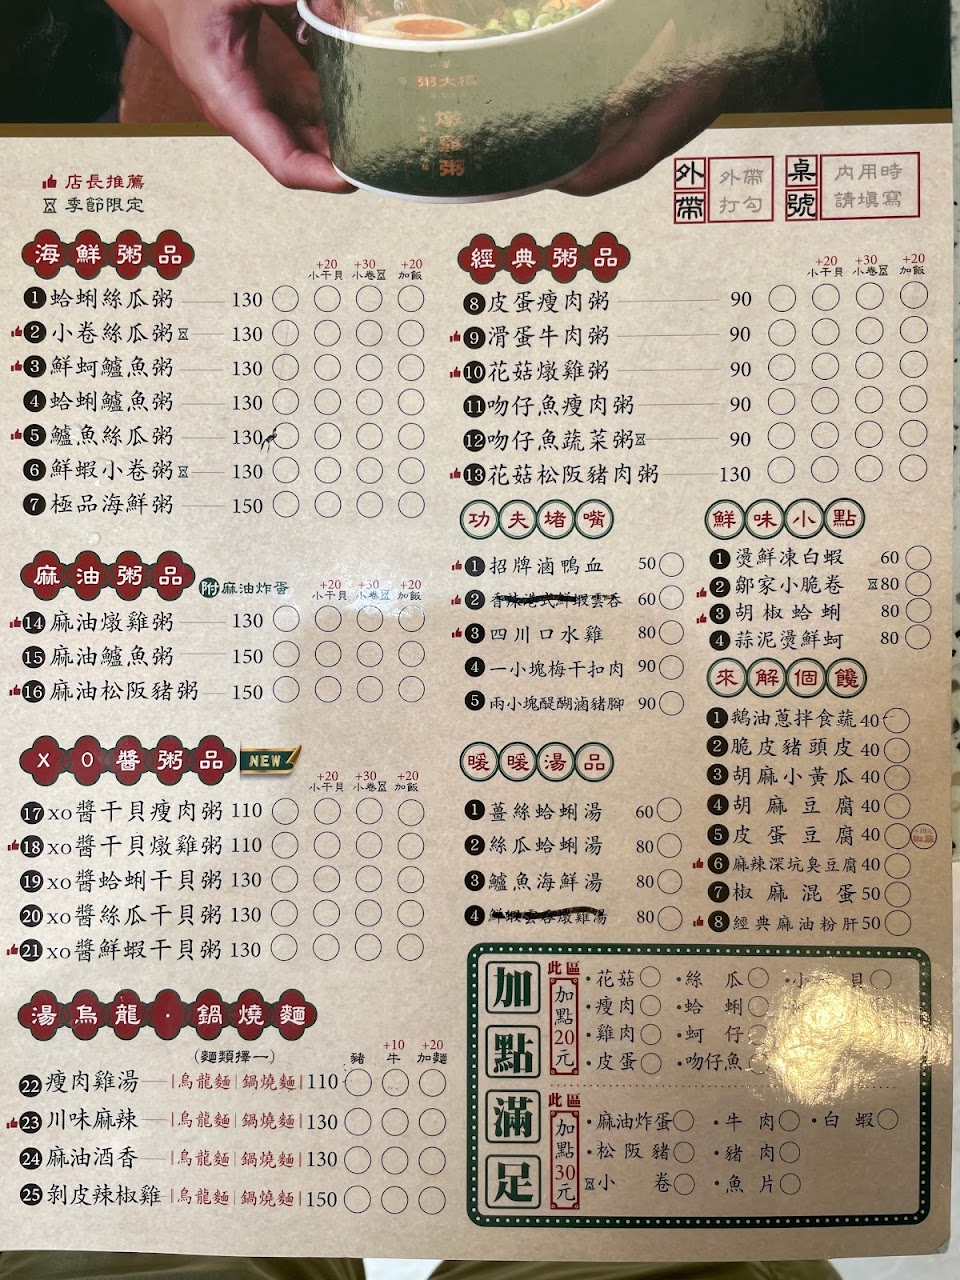 粥大福
燉雞粥
店長推薦
季節限定
外帶 外帶打勾
桌號 內用時請填寫
海鮮粥品
+20 小干貝 +30 小卷 +20 加飯
1 蛤蜊絲瓜粥 130
2 小卷絲瓜粥 130
3 鮮蚵鱸魚粥 130
4 蛤蜊鱸魚粥 130
5 鱸魚絲瓜粥 130
6 鮮蝦小卷粥 130
7 極品海鮮粥 150
麻油粥品 附麻油炸蛋
+20 小干貝 +30 小卷 +20 加飯
14 麻油燉雞粥 130
15 麻油鱸魚粥 150
16 麻油松阪豬粥 150
XO醬粥品 NEW
+20 小干貝 +30 小卷 +20 加飯
17 xo醬干貝瘦肉粥 110
18 xo醬干貝燉雞粥 110
19 xo醬蛤蜊干貝粥 130
20 xo醬絲瓜干貝粥 130
21 xo醬鮮蝦干貝粥 130
湯烏龍·鍋燒麵
(麵類擇一) 豬 +10 牛 +20 加麵
22 瘦肉雞湯 |烏龍麵|鍋燒麵| 110
23 川味麻辣 |烏龍麵|鍋燒麵| 130
24 麻油酒香 |烏龍麵|鍋燒麵| 130
25 剝皮辣椒雞 |烏龍麵|鍋燒麵| 150
經典粥品
+20 小干貝 +30 小卷 +20 加飯
8 皮蛋瘦肉粥 90
9 滑蛋牛肉粥 90
10 花菇燉雞粥 90
11 吻仔魚瘦肉粥 90
12 吻仔魚蔬菜粥 90
13 花菇松阪豬肉粥 130
功夫堵嘴
1 招牌滷鴨血 50
2 香辣港式鮮蝦雲吞 60
3 四川口水雞 80
4 一小塊梅干扣肉 90
5 兩小塊醍醐滷豬腳 90
暖暖湯品
1 薑絲蛤蜊湯 60
2 絲瓜蛤蜊湯 80
3 鱸魚海鮮湯 80
4 鮮蝦雲吞燉雞湯 80
鮮味小點
1 燙鮮凍白蝦 60
2 鄒家小脆卷 80
3 胡椒蛤蜊 80
4 蒜泥燙鮮蚵 80
來解個饞
1 鵝油蔥拌食蔬 40
2 脆皮豬頭皮 40
3 胡麻小黃瓜 40
4 胡麻豆腐 40
5 皮蛋豆腐 40
6 麻辣深坑臭豆腐 40
7 椒麻混蛋 50
8 經典麻油粉肝 50
加點滿足
此區加點20元
·花菇 ·絲瓜 ·小 貝
·瘦肉 ·蛤蜊
·雞肉 ·蚵仔
·皮蛋 ·吻仔魚
此區加點30元
·麻油炸蛋 ·牛肉 ·白蝦
·松阪豬 ·豬肉
小卷 ·魚片